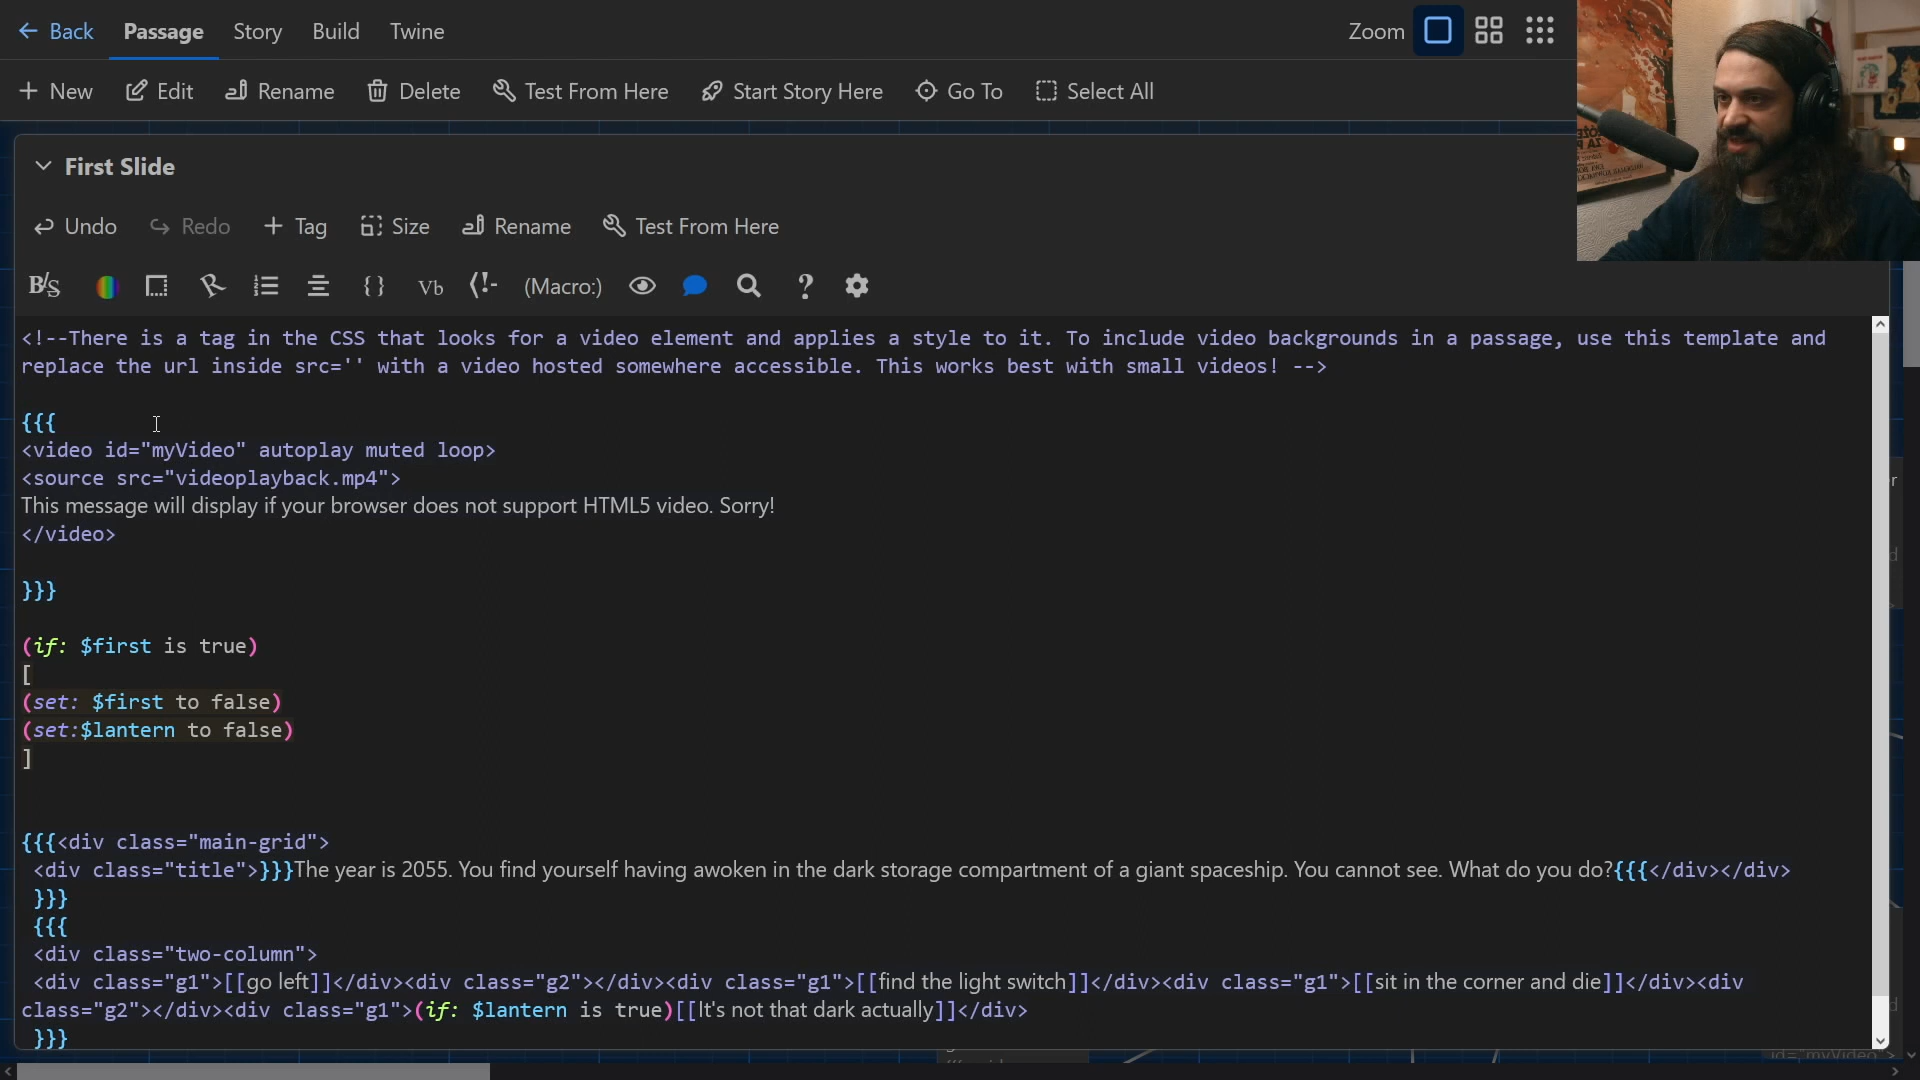 Back Passage Story Build Twine Zoom
New Edit Rename Delete Test From Here Start Story Here Go To Select All
First Slide
Undo Redo Tag Size Rename Test From Here
(Macro:)
<!--There is a tag in the CSS that looks for a video element and applies a style to it. To include video backgrounds in a passage, use this template and
replace the url inside src='' with a video hosted somewhere accessible. This works best with small videos! -->
{{{
<video id="myVideo" autoplay muted loop>
<source src="videoplayback.mp4">
This message will display if your browser does not support HTML5 video. Sorry!
</video>
}}}
(if: $first is true)
[
(set: $first to false)
(set:$lantern to false)
]
{{{<div class="main-grid">
<div class="title">}}}The year is 2055. You find yourself having awoken in the dark storage compartment of a giant spaceship. You cannot see. What do you do?{{{</div></div>
}}}
{{{
<div class="two-column">
<div class="g1">[[go left]]</div><div class="g2"></div><div class="g1">[[find the light switch]]</div><div class="g1">[[sit in the corner and die]]</div><div
class="g2"></div><div class="g1">(if: $lantern is true)[[It's not that dark actually]]</div>
}}}
id="myVideo">